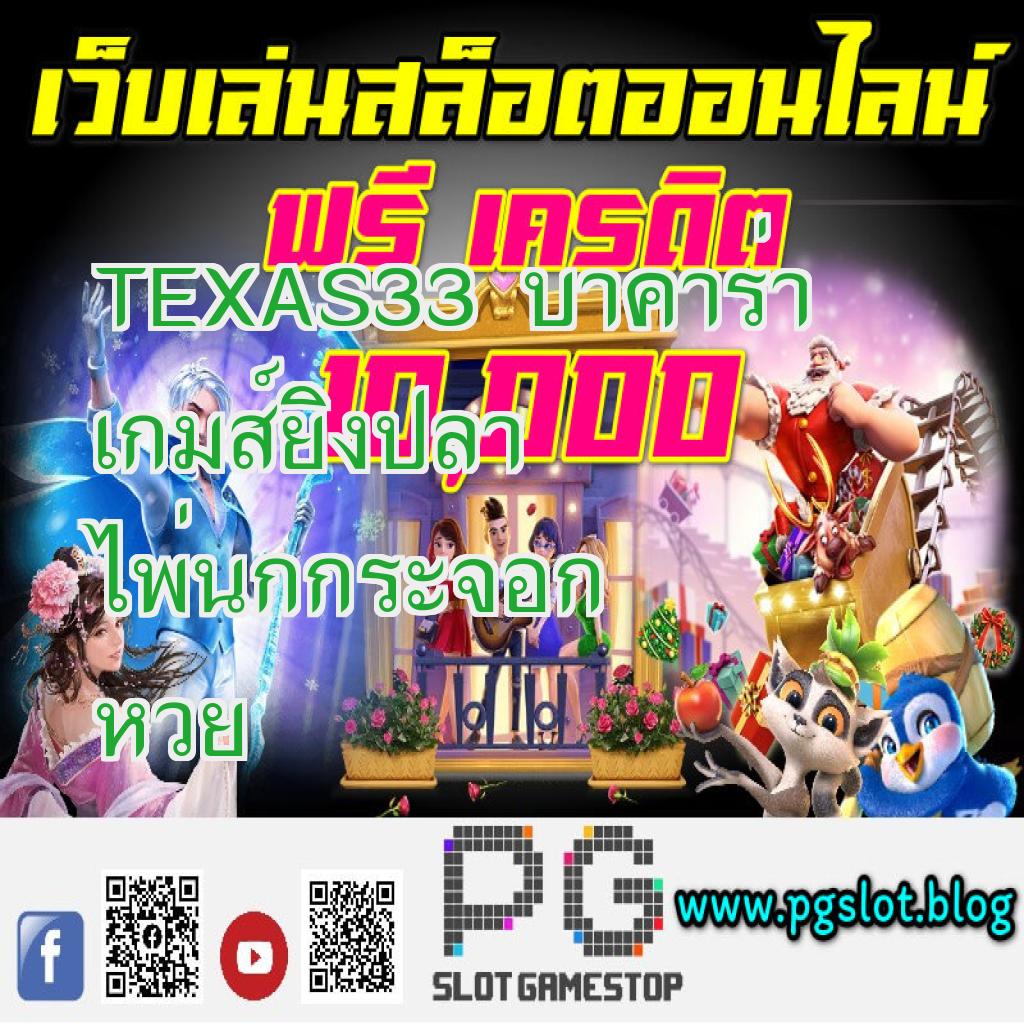 เว็บเล่นสล็อตออนไลน์
ฟรี เครดิต
TEXAS33 บาคาร่า
10,000
เกมส์ยิงปลา
ไพ่นกกระจอก
หวย
PG
www.pgslot.blog
SLOT GAMESTOP